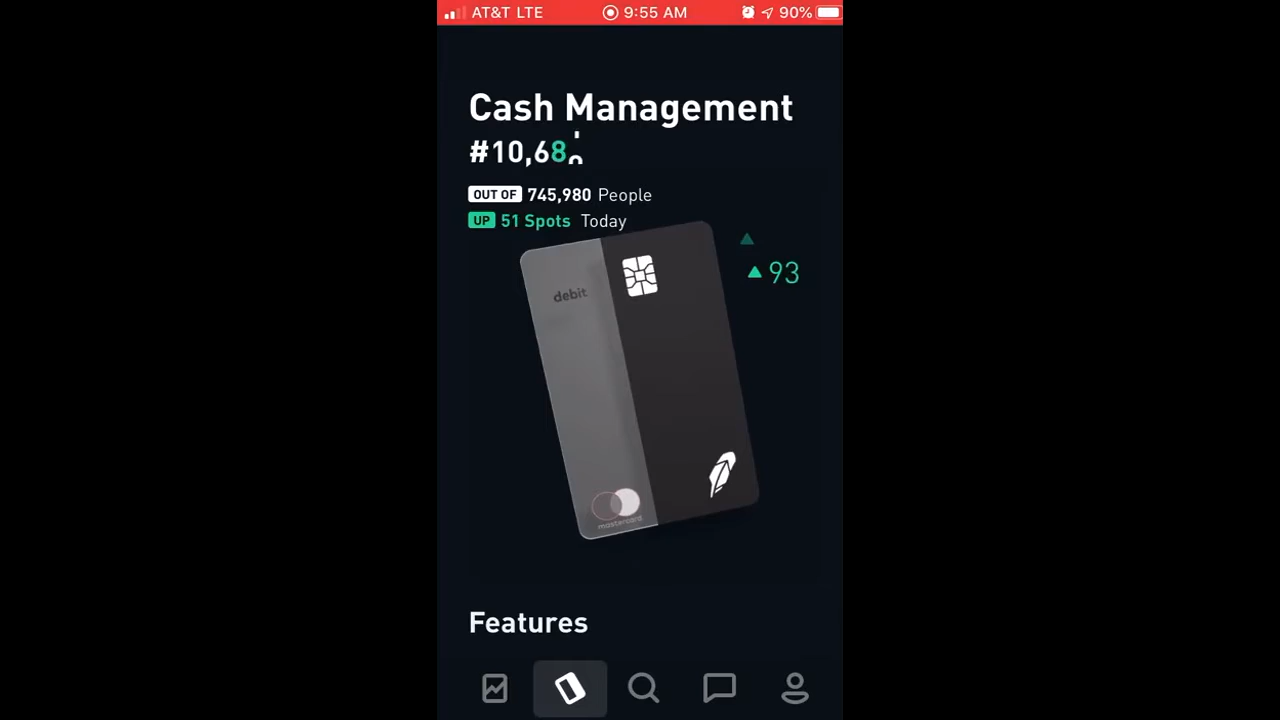 AT&T LTE 9:55 AM 90%
Cash Management
#10,68
OUT OF 745,980 People
UP 51 Spots Today
93
debit
mastercard
Features